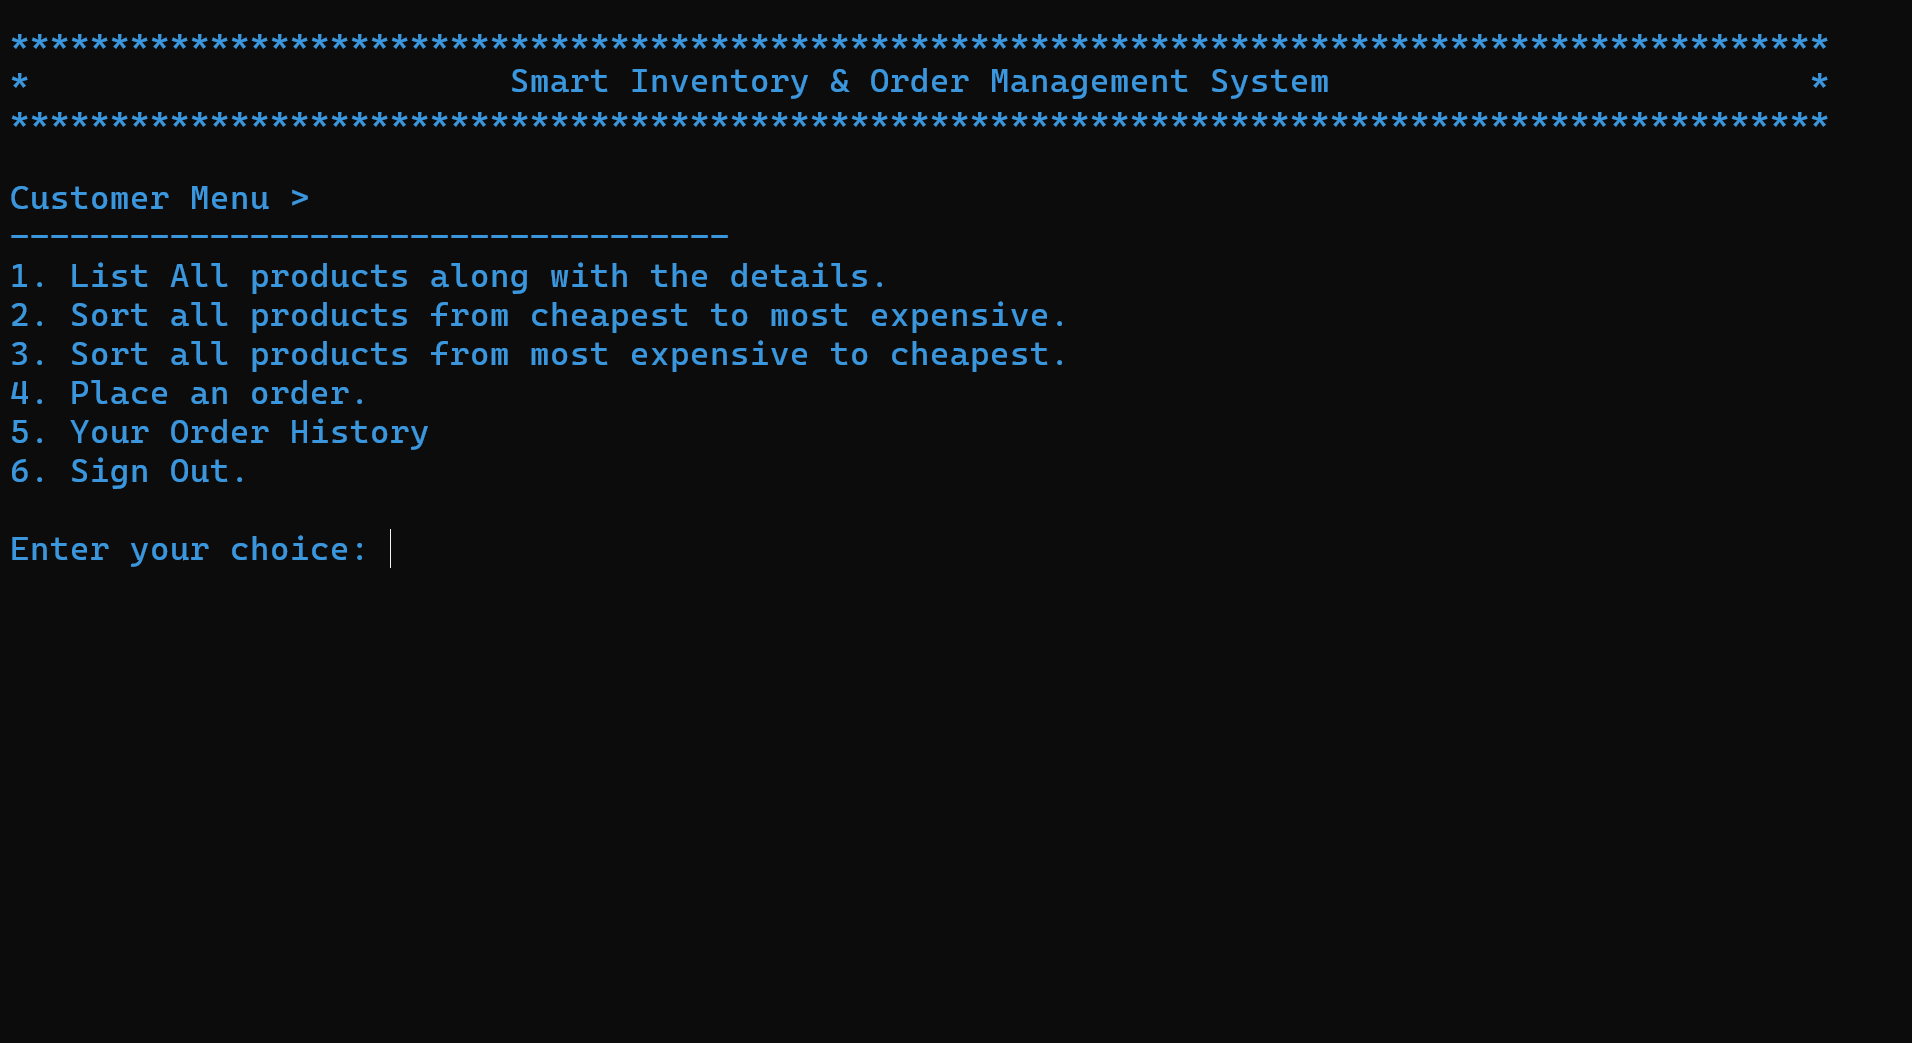 *******************************************************************************************
*                        Smart Inventory & Order Management System                        *
*******************************************************************************************
Customer Menu >
------------------------------------
1. List All products along with the details.
2. Sort all products from cheapest to most expensive.
3. Sort all products from most expensive to cheapest.
4. Place an order.
5. Your Order History
6. Sign Out.
Enter your choice: